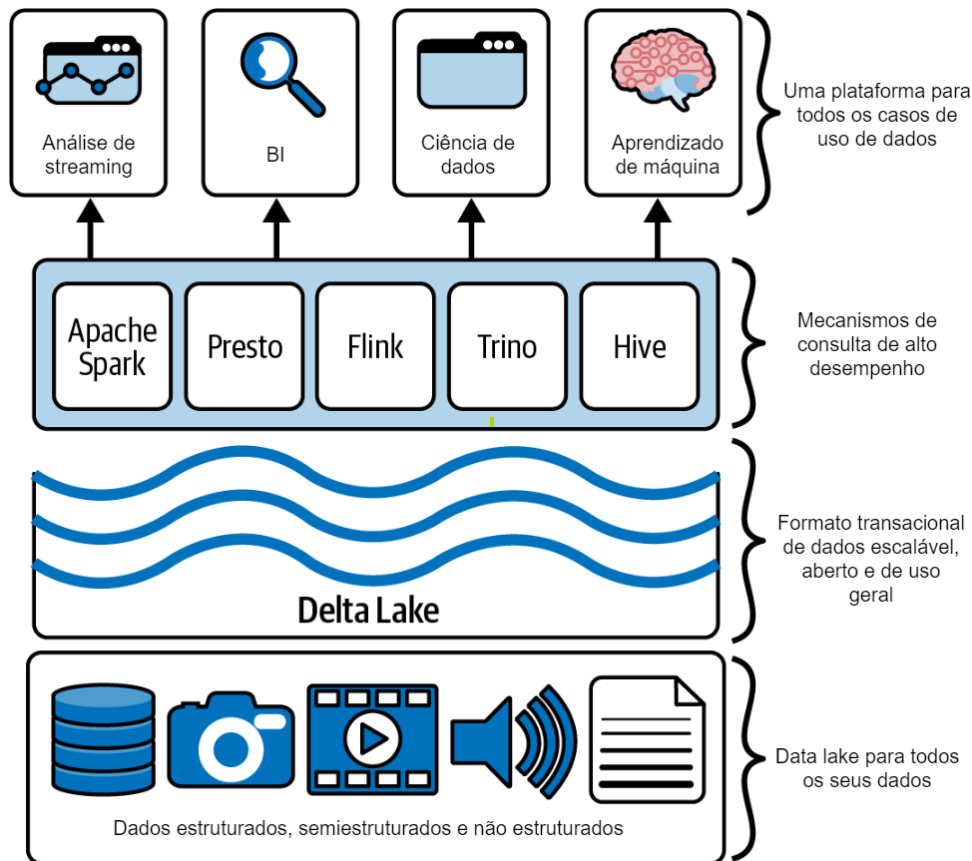 Análise de
streaming
BI
Ciência de
dados
Aprendizado
de máquina
Uma plataforma para
todos os casos de
uso de dados
Apache
Spark
Presto
Flink
Trino
Hive
Mecanismos de
consulta de alto
desempenho
Delta Lake
Formato transacional
de dados escalável,
aberto e de uso
geral
Dados estruturados, semiestruturados e não estruturados
Data lake para todos
os seus dados